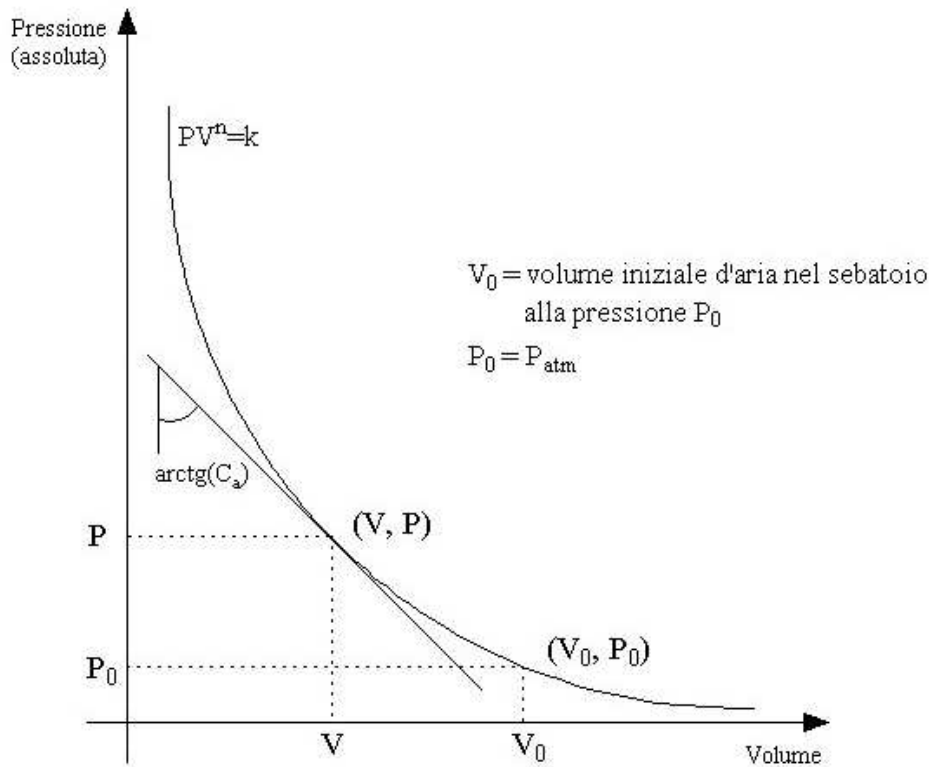 Pressione
(assoluta)
PVⁿ=k
V₀ = volume iniziale d'aria nel sebatoio
alla pressione P₀
P₀ = Pₐₜₘ
arctg(Cₐ)
(V, P)
P
(V₀, P₀)
P₀
V
V₀
Volume